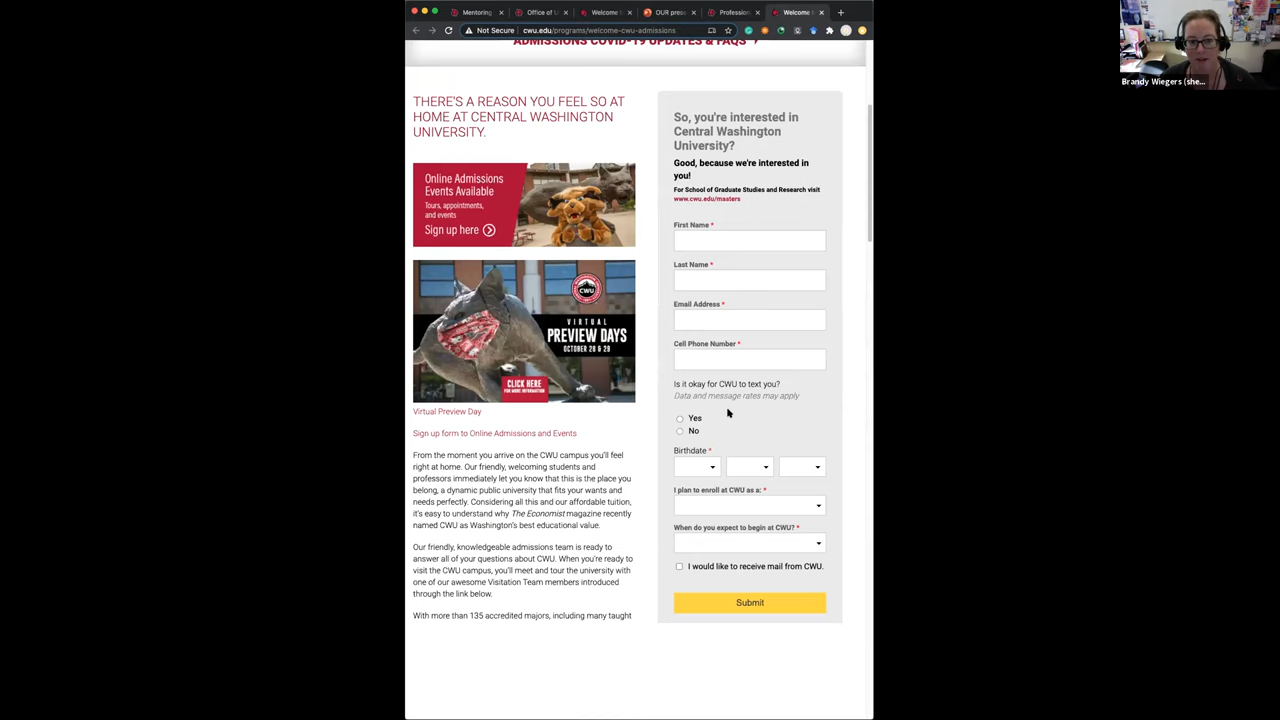 Mentoring
Office of U
Welcome t
OUR prese
Profession
Welcome t
Not Secure
cwu.edu/programs/welcome-cwu-admissions
Brandy Wiegers (she...
ADMISSIONS COVID-19 UPDATES & FAQS
THERE'S A REASON YOU FEEL SO AT
HOME AT CENTRAL WASHINGTON
UNIVERSITY.
Online Admissions
Events Available
Tours, appointments,
and events
Sign up here
CWU
VIRTUAL
PREVIEW DAYS
OCTOBER 28 & 29
CLICK HERE
FOR MORE INFORMATION
Virtual Preview Day
Sign up form to Online Admissions and Events
From the moment you arrive on the CWU campus you'll feel
right at home. Our friendly, welcoming students and
professors immediately let you know that this is the place you
belong, a dynamic public university that fits your wants and
needs perfectly. Considering all this and our affordable tuition,
it's easy to understand why The Economist magazine recently
named CWU as Washington's best educational value.
Our friendly, knowledgeable admissions team is ready to
answer all of your questions about CWU. When you're ready to
visit the CWU campus, you'll meet and tour the university with
one of our awesome Visitation Team members introduced
through the link below.
With more than 135 accredited majors, including many taught
So, you're interested in
Central Washington
University?
Good, because we're interested in
you!
For School of Graduate Studies and Research visit
www.cwu.edu/masters
First Name *
Last Name *
Email Address *
Cell Phone Number *
Is it okay for CWU to text you?
Data and message rates may apply
Yes
No
Birthdate *
I plan to enroll at CWU as a: *
When do you expect to begin at CWU? *
I would like to receive mail from CWU.
Submit